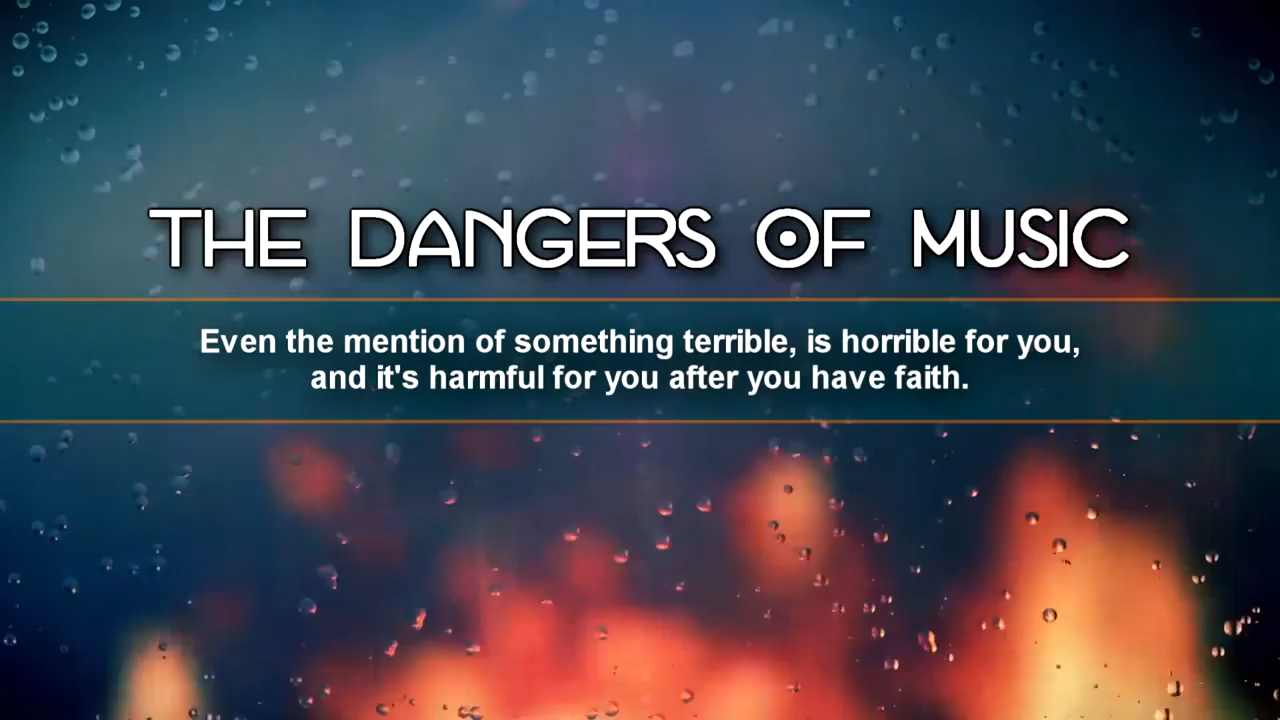 THE DANGERS OF MUSIC
Even the mention of something terrible, is horrible for you,
and it's harmful for you after you have faith.